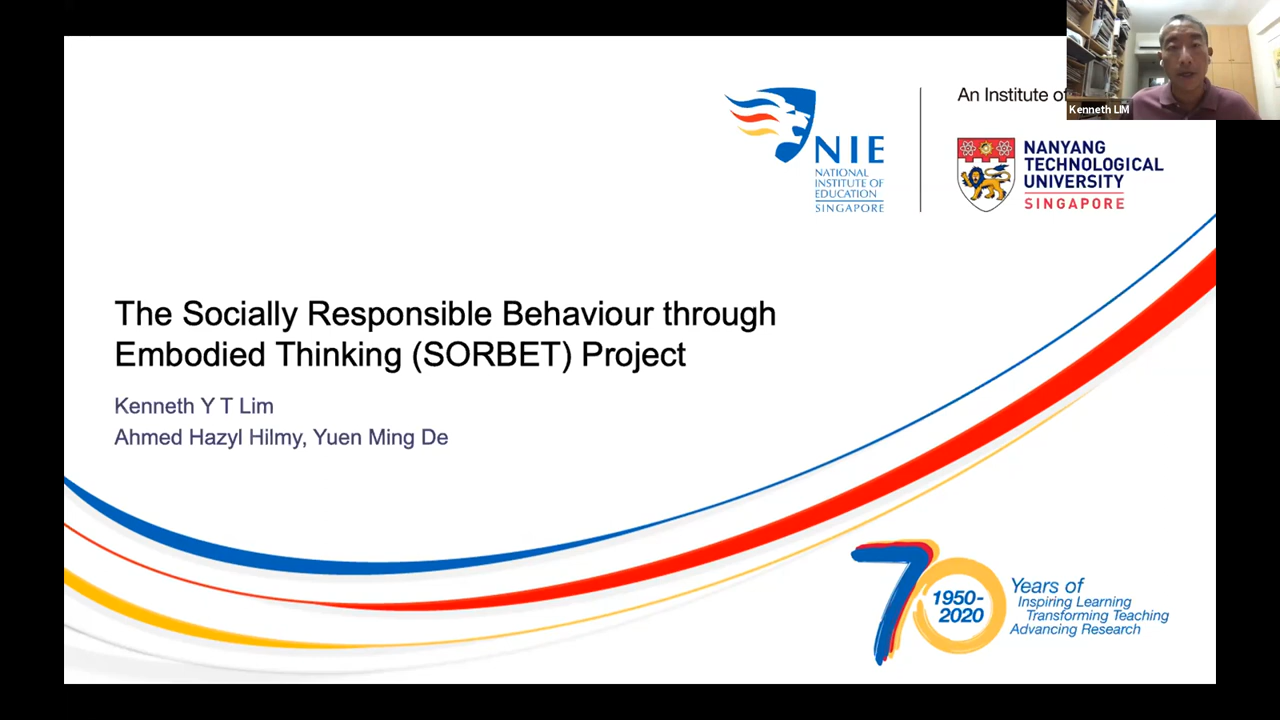 An Institute of
Kenneth LIM
NIE
NATIONAL
INSTITUTE OF
EDUCATION
SINGAPORE
NANYANG
TECHNOLOGICAL
UNIVERSITY
SINGAPORE
The Socially Responsible Behaviour through
Embodied Thinking (SORBET) Project
Kenneth Y T Lim
Ahmed Hazyl Hilmy, Yuen Ming De
70
1950-
2020
Years of
Inspiring Learning
Transforming Teaching
Advancing Research